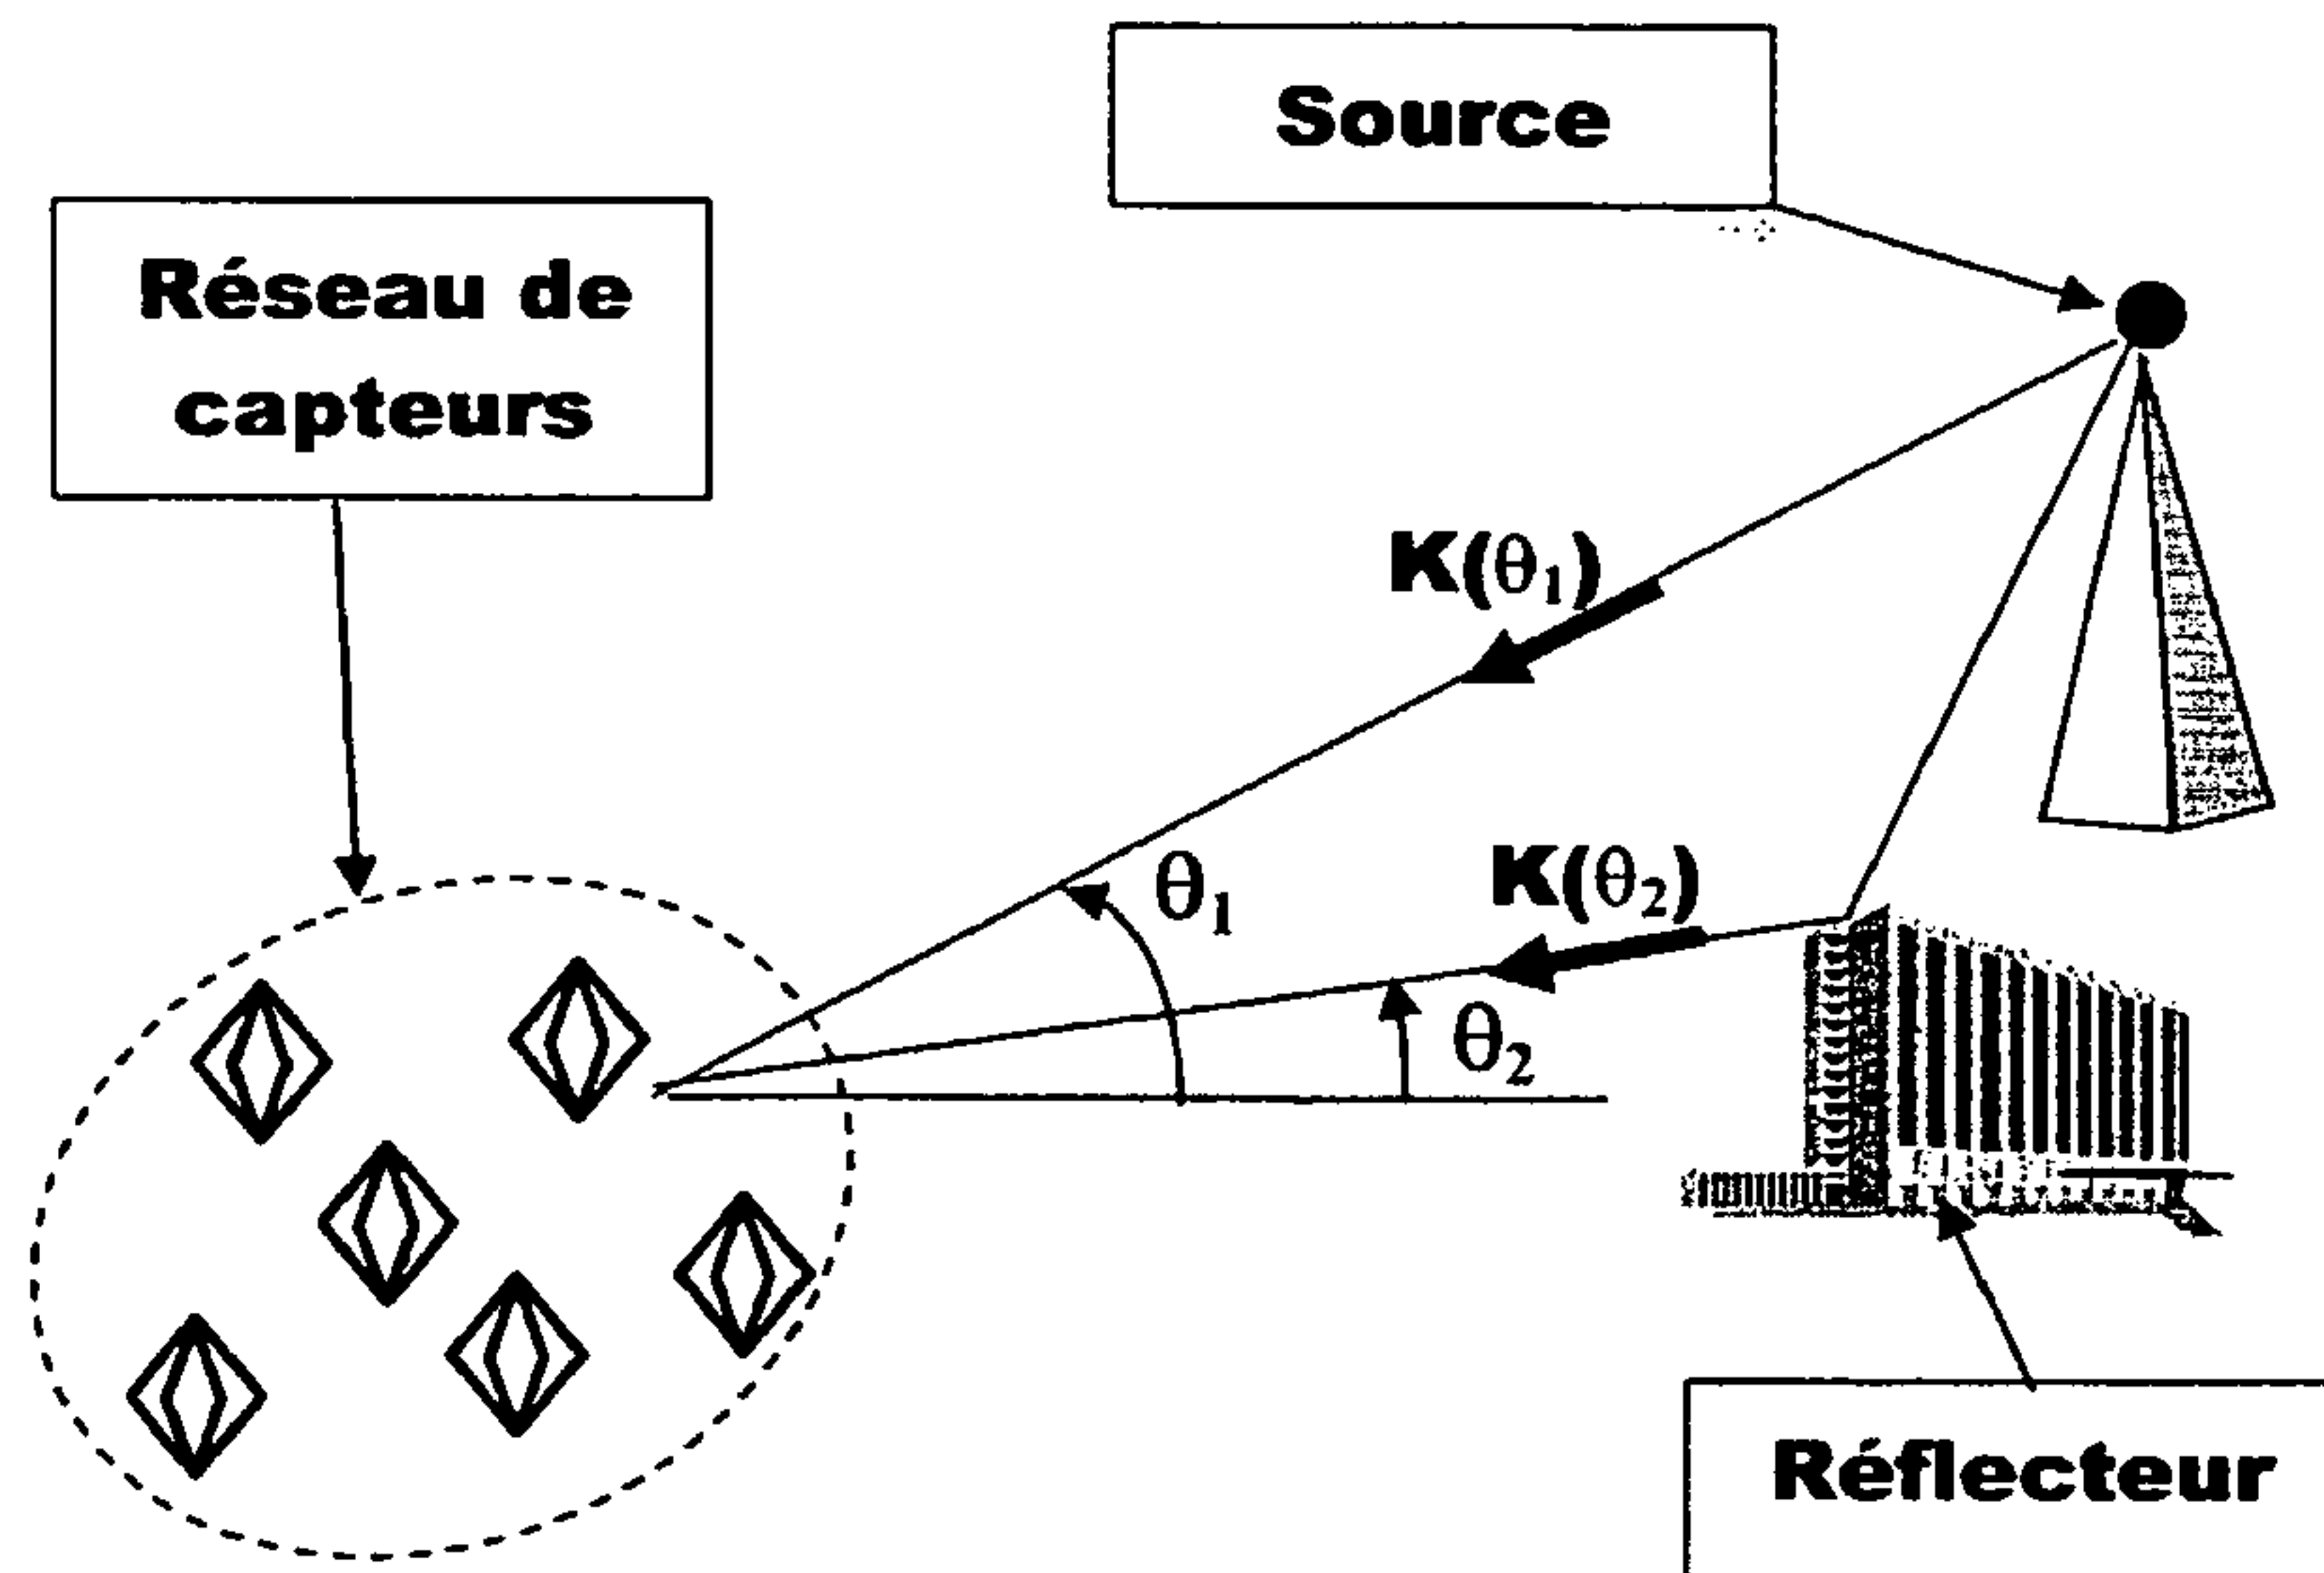 Source
Réseau de
capteurs
K(θ₁)
K(θ₂)
θ₁
θ₂
Réflecteur